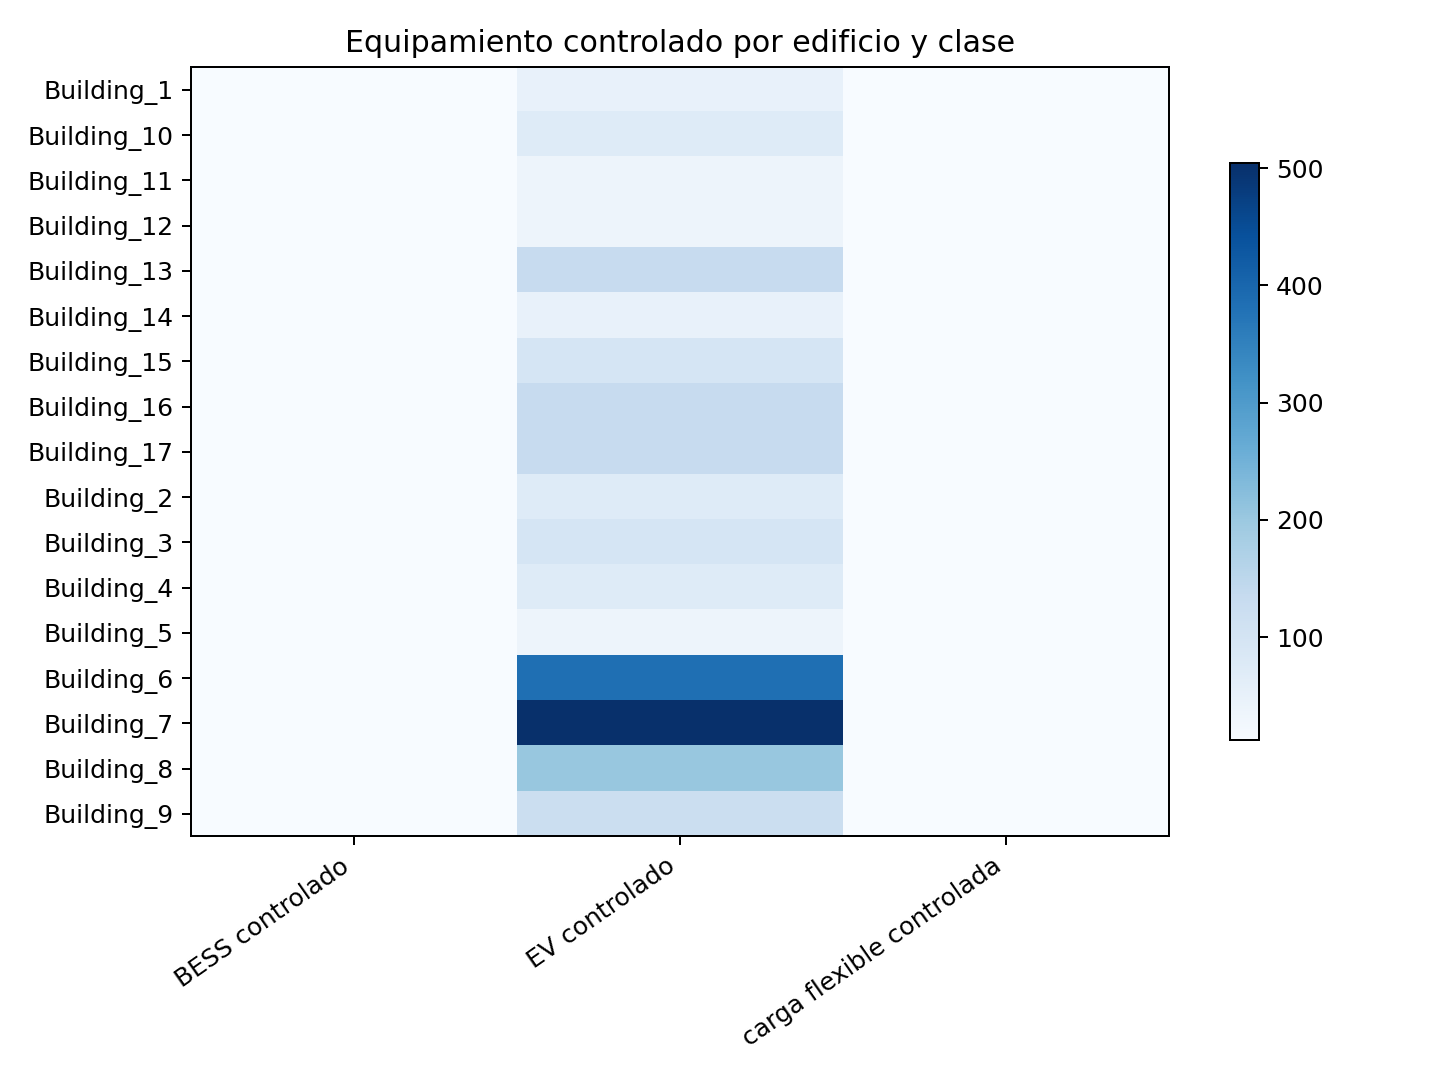 Equipamiento controlado por edificio y clase
Building_1
Building_10
Building_11
Building_12
Building_13
Building_14
Building_15
Building_16
Building_17
Building_2
Building_3
Building_4
Building_5
Building_6
Building_7
Building_8
Building_9
BESS controlado
EV controlado
carga flexible controlada
500
400
300
200
100